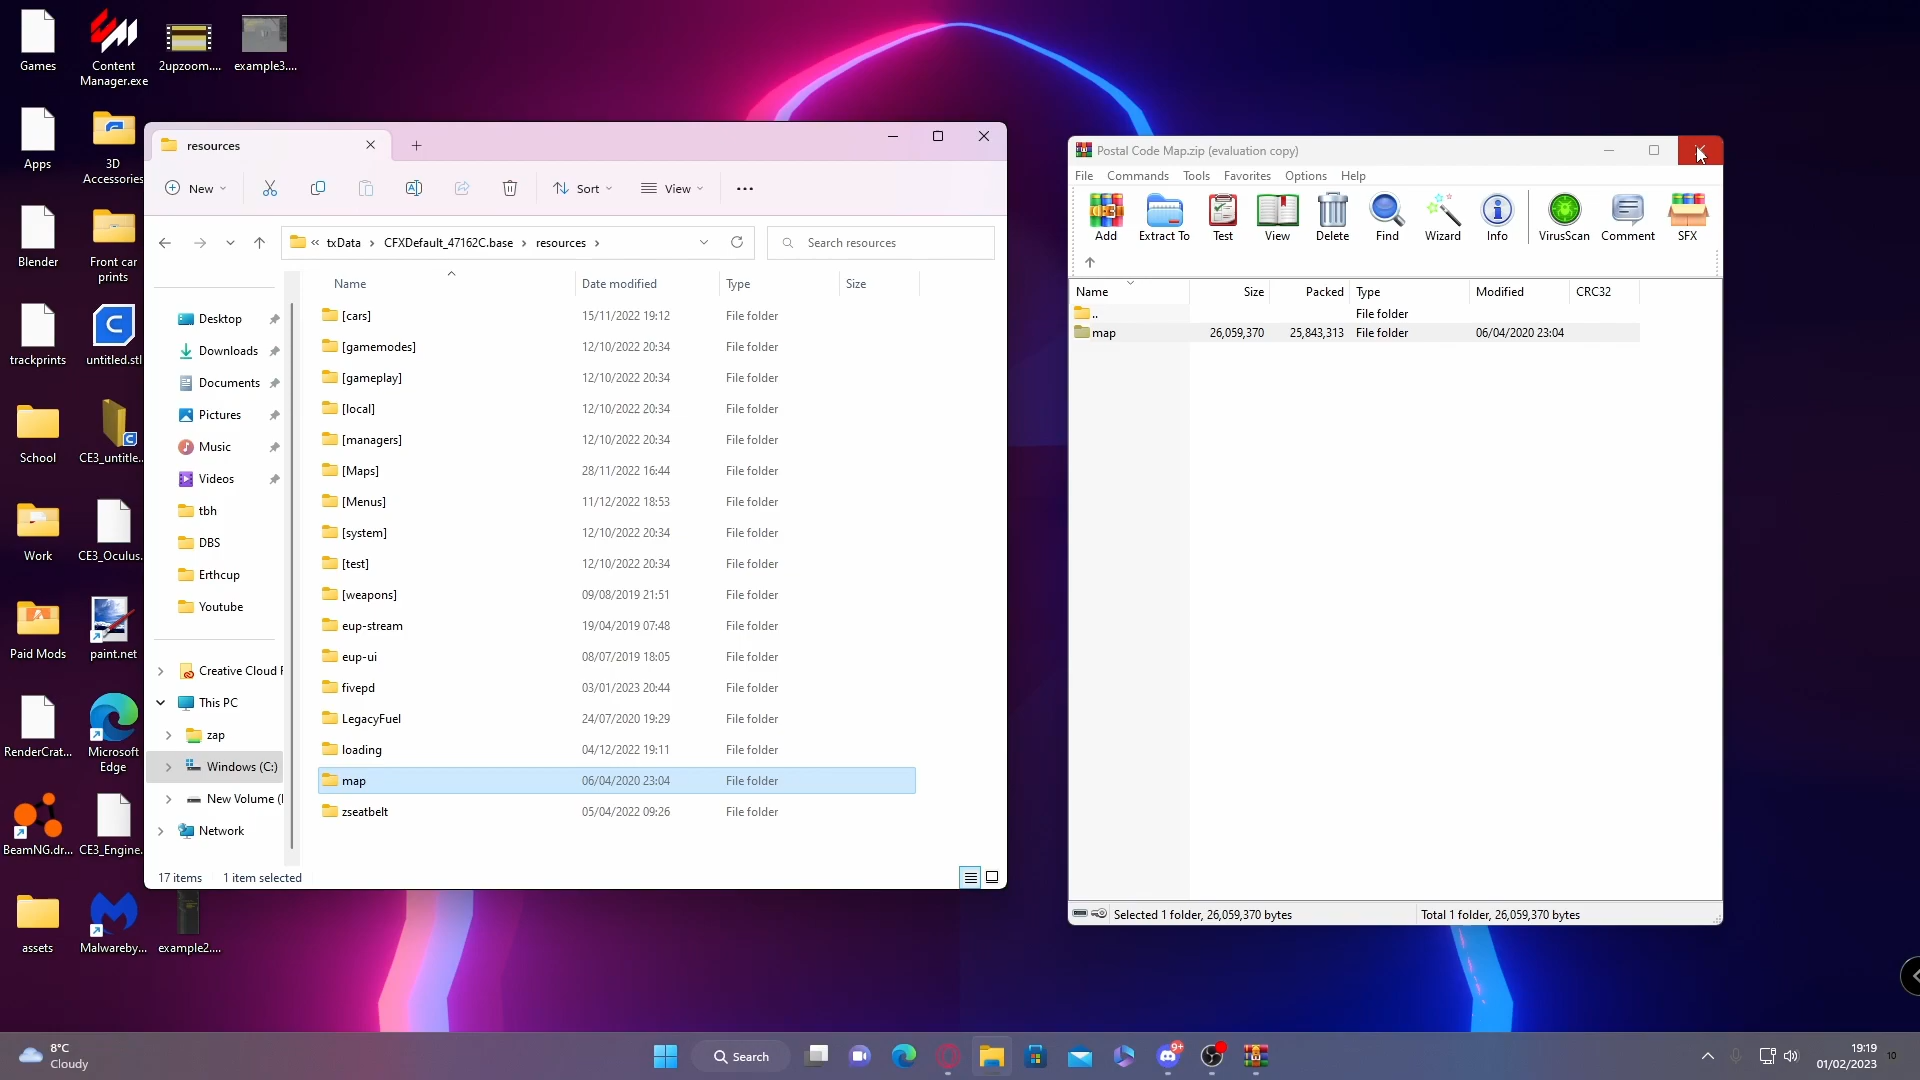 Games
Content
Manager.exe
2upzoom....
example3....
Apps
3D
Accessories
Blender
Front car
prints
trackprints
untitled.stl
School
CE3_untitle...
Work
CE3_Oculus...
Paid Mods
paint.net
RenderCrat...
Microsoft
Edge
BeamNG.dr...
CE3_Engine...
assets
Malwareby...
example2....
resources
New
Sort
View
« txData > CFXDefault_47162C.base > resources >
Search resources
Desktop
Downloads
Documents
Pictures
Music
Videos
tbh
DBS
Erthcup
Youtube
Creative Cloud F
This PC
zap
Windows (C:)
New Volume (
Network
Name Date modified Type Size
[cars] 15/11/2022 19:12 File folder
[gamemodes] 12/10/2022 20:34 File folder
[gameplay] 12/10/2022 20:34 File folder
[local] 12/10/2022 20:34 File folder
[managers] 12/10/2022 20:34 File folder
[Maps] 28/11/2022 16:44 File folder
[Menus] 11/12/2022 18:53 File folder
[system] 12/10/2022 20:34 File folder
[test] 12/10/2022 20:34 File folder
[weapons] 09/08/2019 21:51 File folder
eup-stream 19/04/2019 07:48 File folder
eup-ui 08/07/2019 18:05 File folder
fivepd 03/01/2023 20:44 File folder
LegacyFuel 24/07/2020 19:29 File folder
loading 04/12/2022 19:11 File folder
map 06/04/2020 23:04 File folder
zseatbelt 05/04/2022 09:26 File folder
17 items 1 item selected
Postal Code Map.zip (evaluation copy)
File Commands Tools Favorites Options Help
Add Extract To Test View Delete Find Wizard Info VirusScan Comment SFX
Name Size Packed Type Modified CRC32
.. File folder
map 26,059,370 25,843,313 File folder 06/04/2020 23:04
Selected 1 folder, 26,059,370 bytes
Total 1 folder, 26,059,370 bytes
8°C
Cloudy
Search
9+
19:19
01/02/2023
10